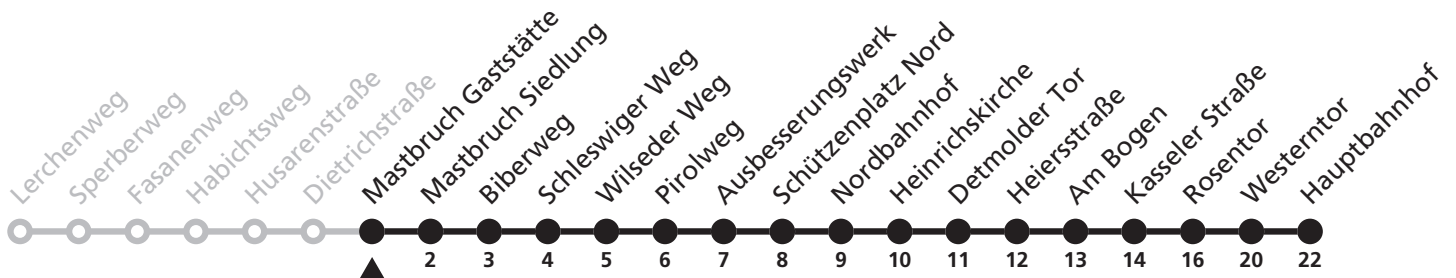 Lerchenweg
Sperberweg
Fasanenweg
Habichtsweg
Husarenstraße
Dietrichstraße
Mastbruch Gaststätte
Mastbruch Siedlung
Biberweg
Schleswiger Weg
Wilseder Weg
Pirolweg
Ausbesserungswerk
Schützenplatz Nord
Nordbahnhof
Heinrichskirche
Detmolder Tor
Heiersstraße
Am Bogen
Kasseler Straße
Rosentor
Westerntor
Hauptbahnhof
2 3 4 5 6 7 8 9 10 11 12 13 14 16 20 22